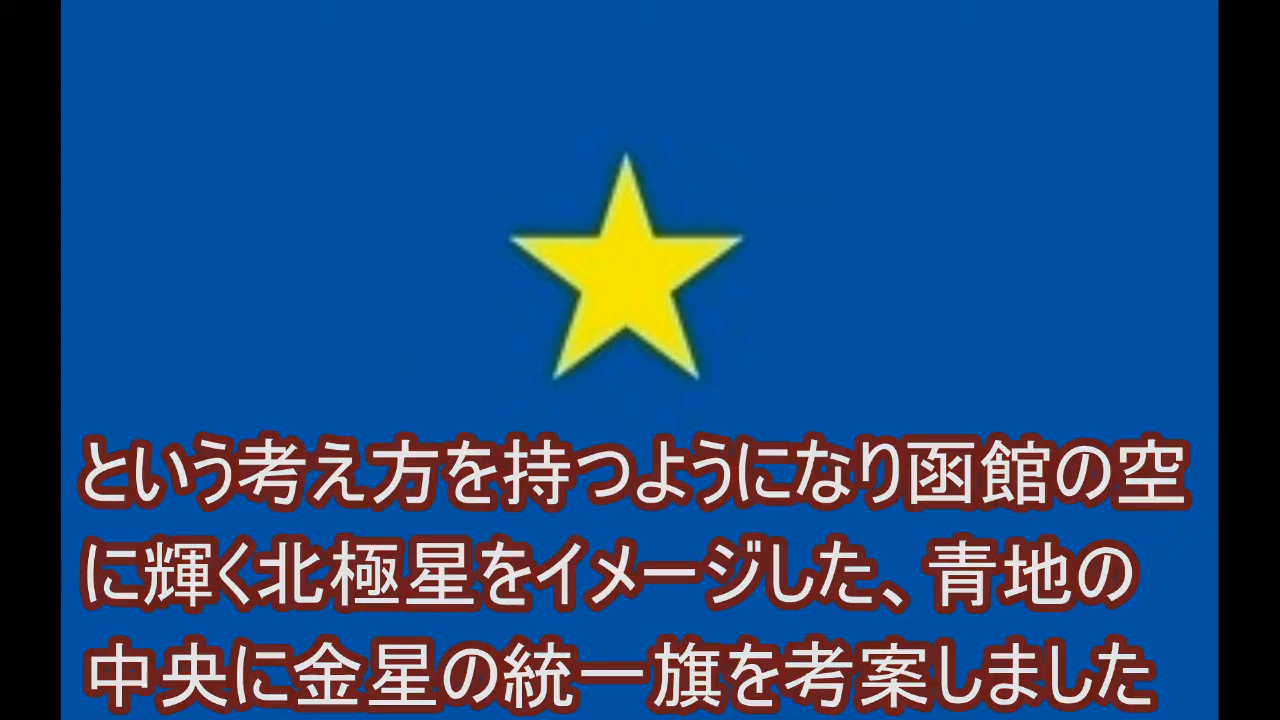 という考え方を持つようになり函館の空
に輝く北極星をイメージした、青地の
中央に金星の統一旗を考案しました